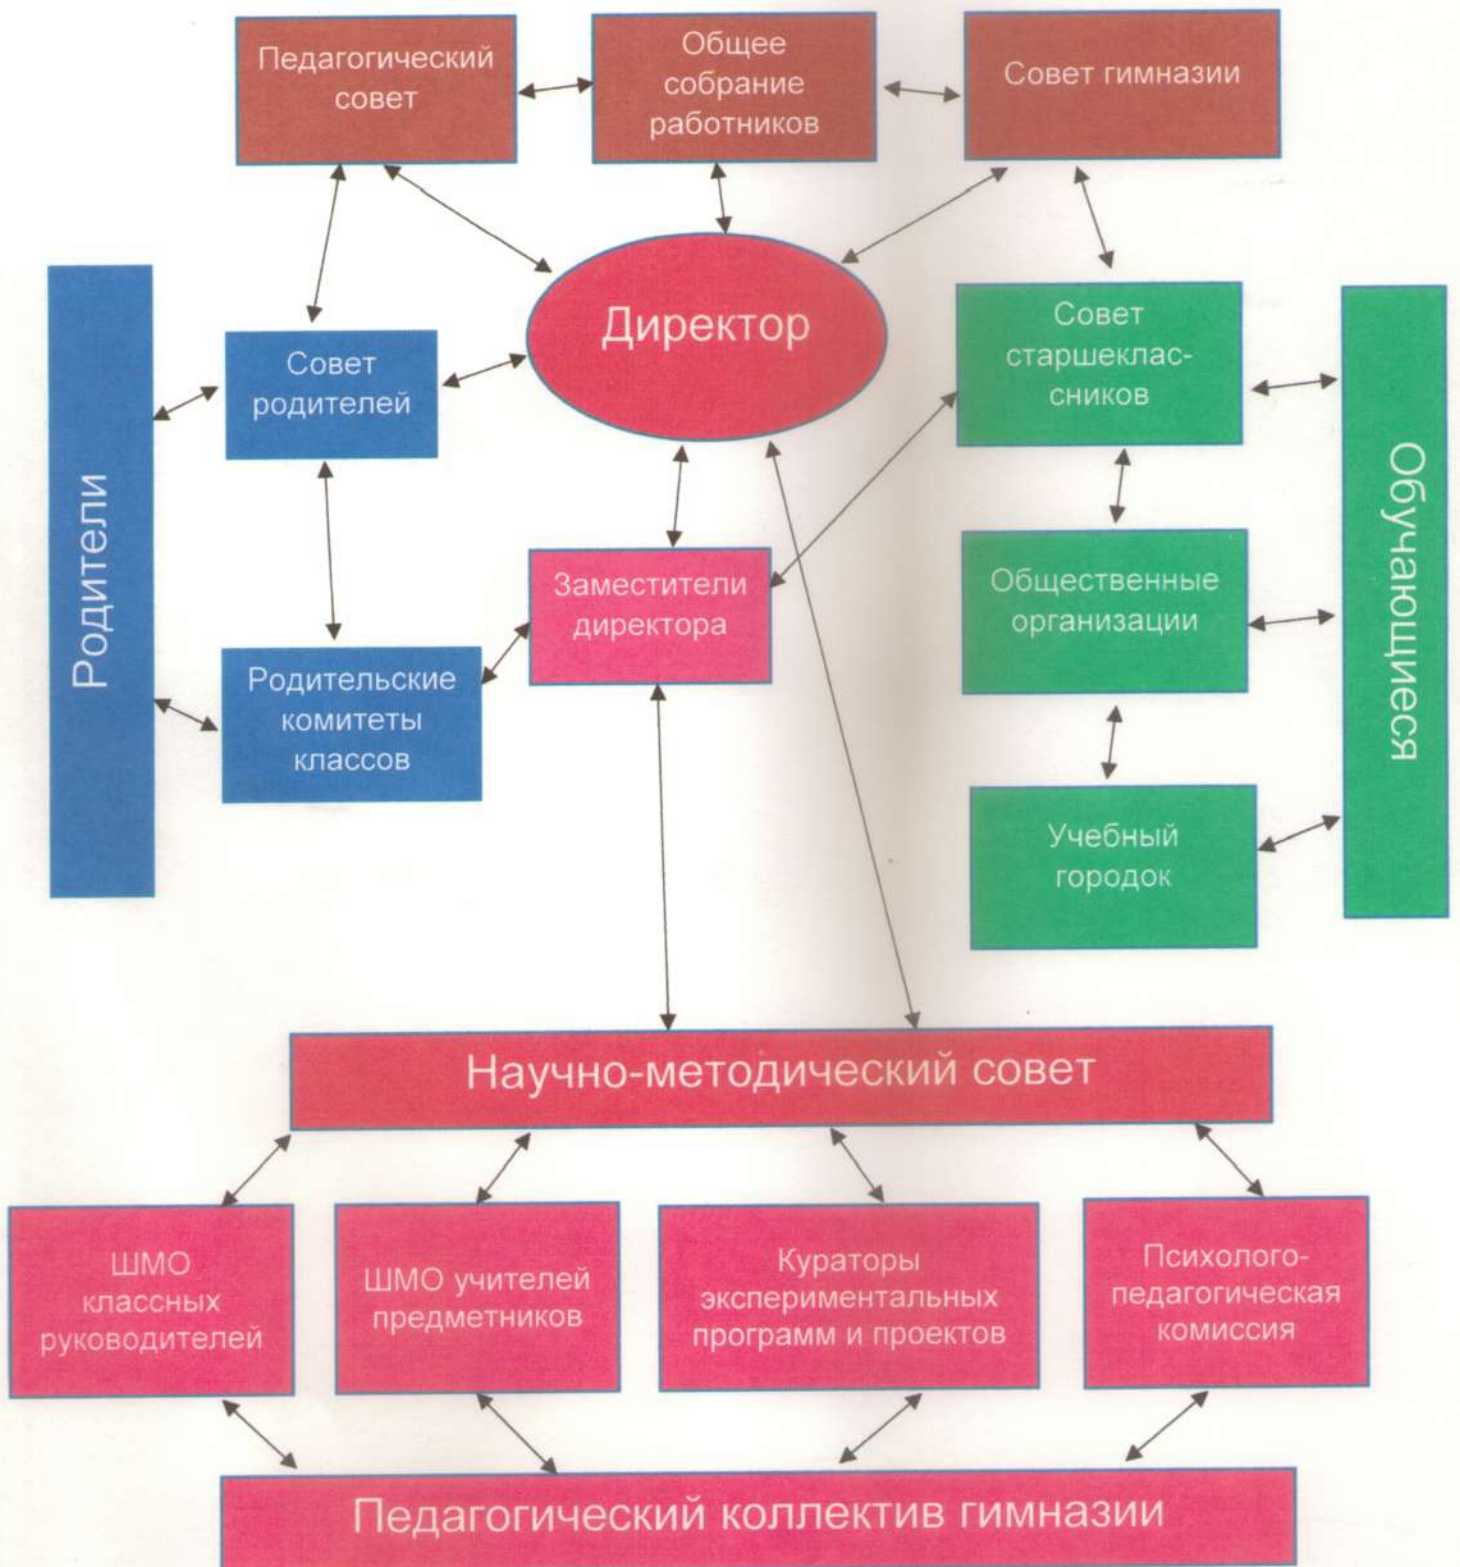 Педагогический
совет
Общее
собрание
работников
Совет гимназии
Директор
Родители
Совет
родителей
Совет
старшеклас-
сников
Обучающиеся
Заместители
директора
Общественные
организации
Родительские
комитеты
классов
Учебный
городок
Научно-методический совет
ШМО
классных
руководителей
ШМО учителей
предметников
Кураторы
экспериментальных
программ и проектов
Психолого-
педагогическая
комиссия
Педагогический коллектив гимназии